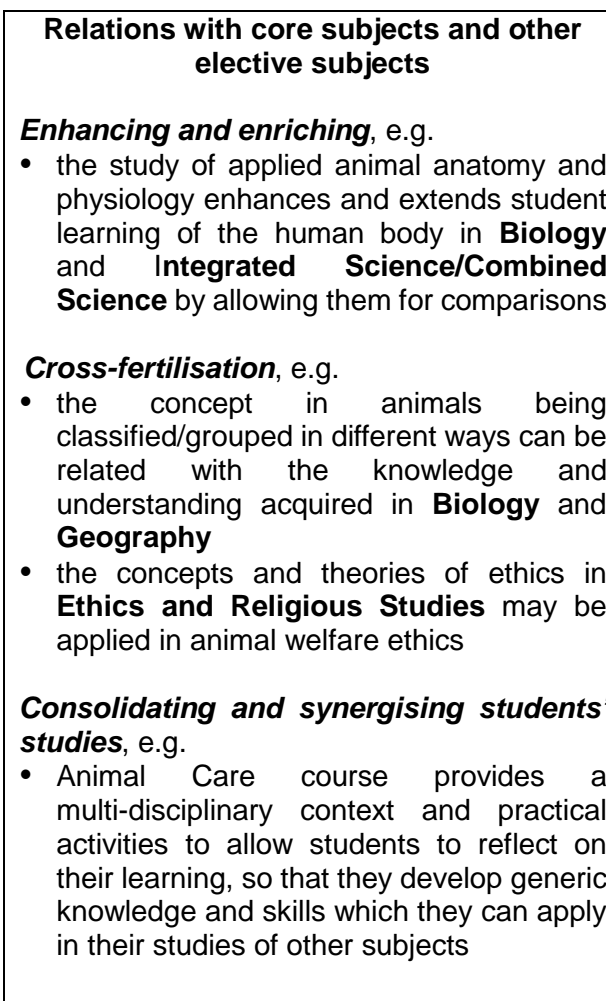 Relations with core subjects and other
elective subjects
Enhancing and enriching, e.g.
• the study of applied animal anatomy and
physiology enhances and extends student
learning of the human body in Biology
and Integrated Science/Combined
Science by allowing them for comparisons
Cross-fertilisation, e.g.
• the concept in animals being
classified/grouped in different ways can be
related with the knowledge and
understanding acquired in Biology and
Geography
• the concepts and theories of ethics in
Ethics and Religious Studies may be
applied in animal welfare ethics
Consolidating and synergising students'
studies, e.g.
• Animal Care course provides a
multi-disciplinary context and practical
activities to allow students to reflect on
their learning, so that they develop generic
knowledge and skills which they can apply
in their studies of other subjects